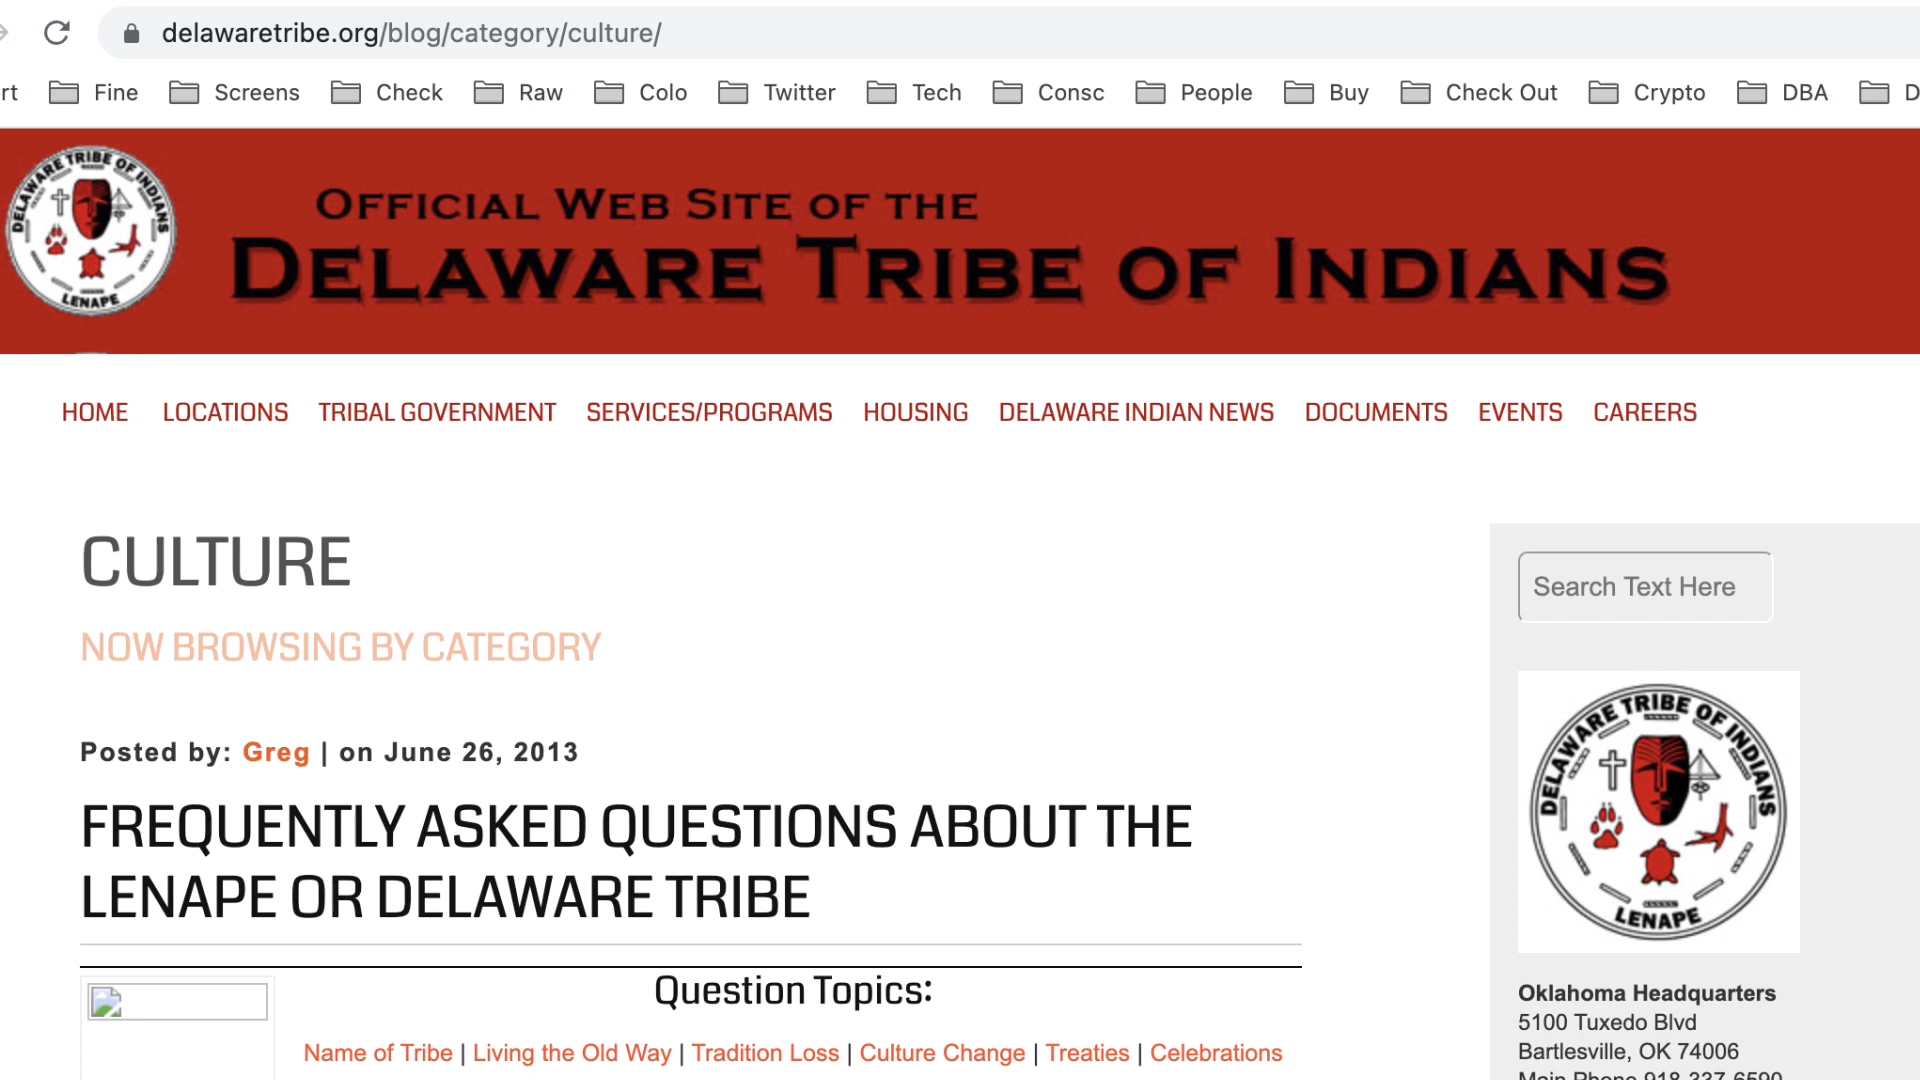 delawaretribe.org/blog/category/culture/
rt Fine Screens Check Raw Colo Twitter Tech Consc People Buy Check Out Crypto DBA D
DELAWARE TRIBE OF INDIANS
LENAPE
OFFICIAL WEB SITE OF THE
DELAWARE TRIBE OF INDIANS
HOME LOCATIONS TRIBAL GOVERNMENT SERVICES/PROGRAMS HOUSING DELAWARE INDIAN NEWS DOCUMENTS EVENTS CAREERS
CULTURE
NOW BROWSING BY CATEGORY
Posted by: Greg | on June 26, 2013
FREQUENTLY ASKED QUESTIONS ABOUT THE
LENAPE OR DELAWARE TRIBE
Question Topics:
Name of Tribe | Living the Old Way | Tradition Loss | Culture Change | Treaties | Celebrations
Search Text Here
DELAWARE TRIBE OF INDIANS
LENAPE
Oklahoma Headquarters
5100 Tuxedo Blvd
Bartlesville, OK 74006
Main Phone 918-337-6590